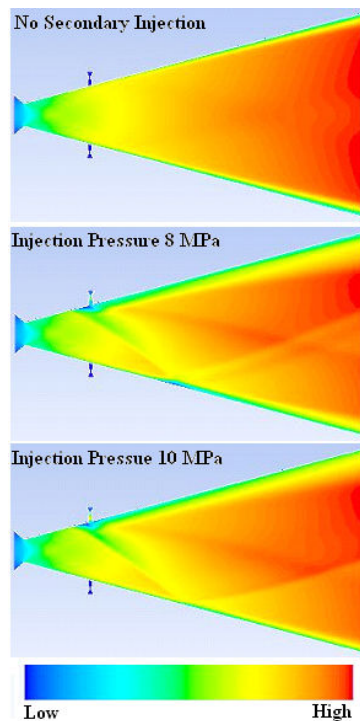 No Secondary Injection
Injection Pressure 8 MPa
Injection Pressue 10 MPa
Low High